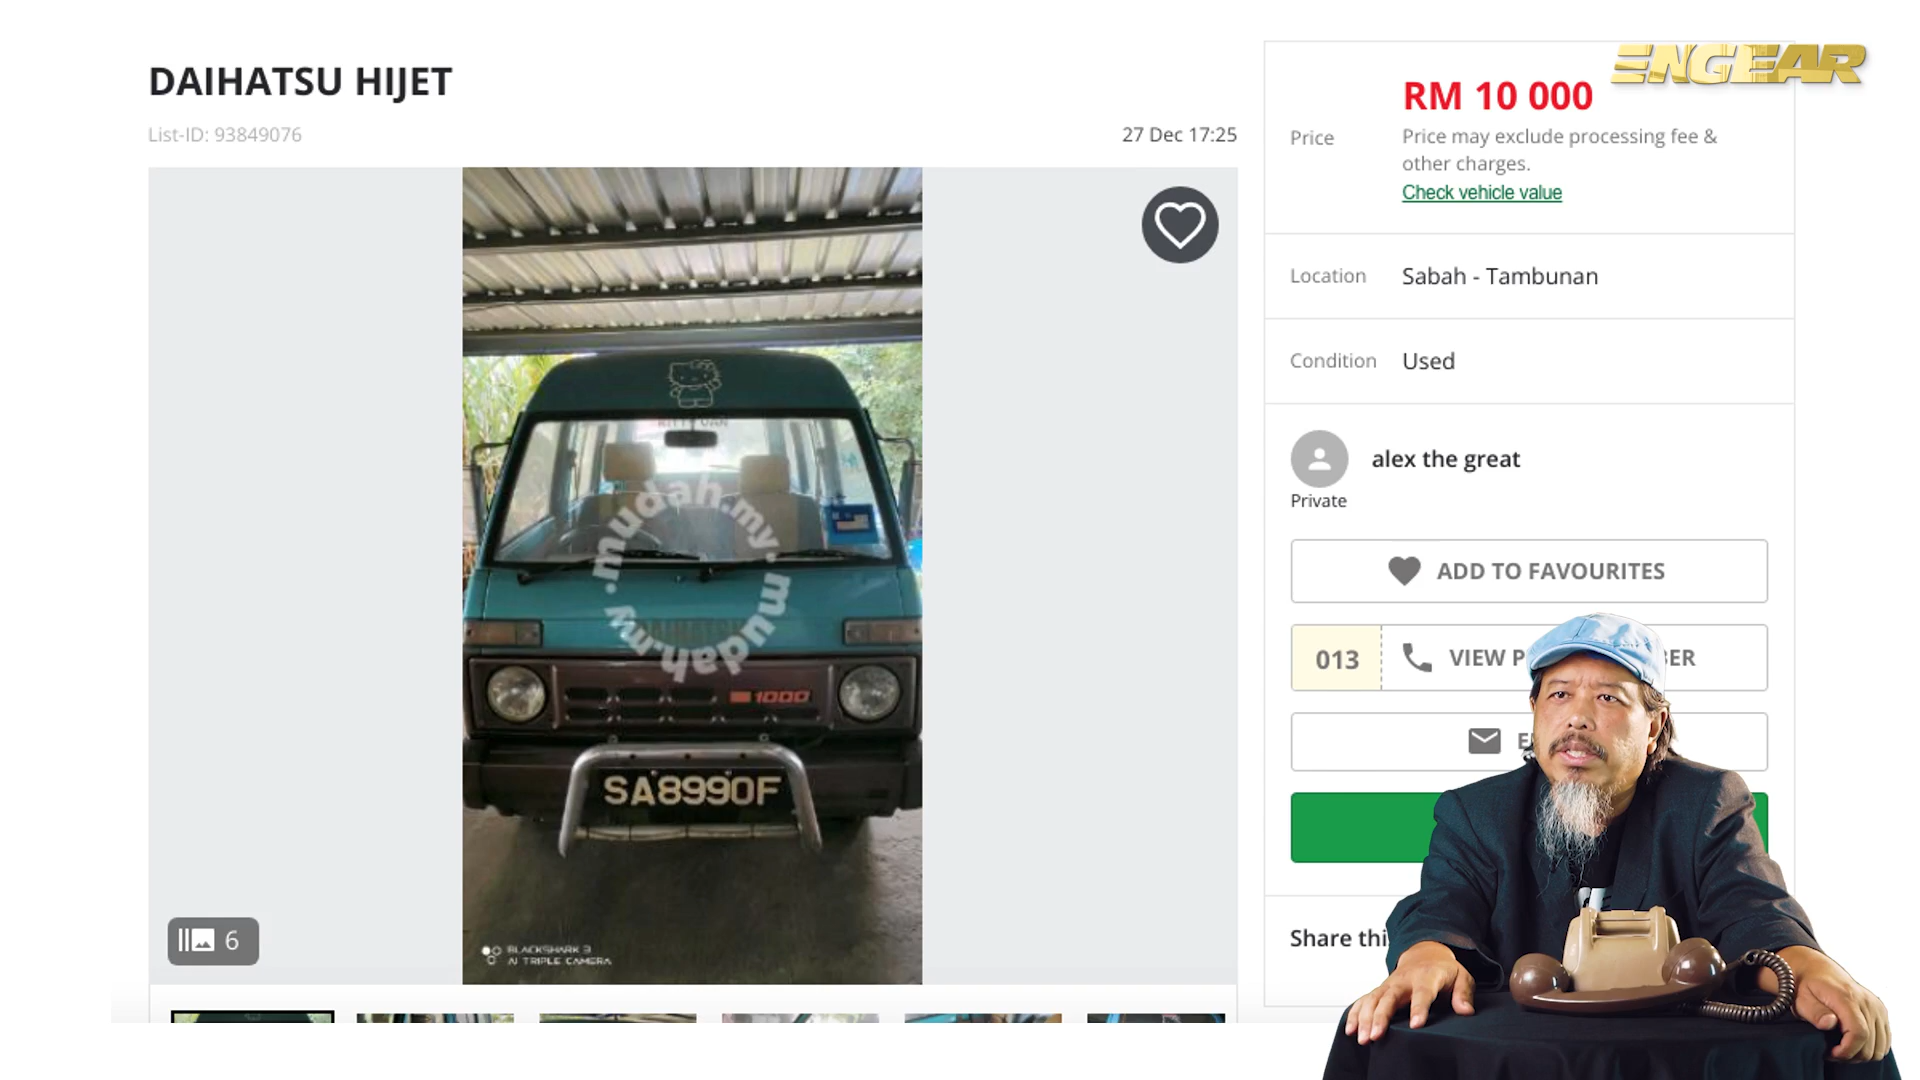 DAIHATSU HIJET
List-ID: 93849076
27 Dec 17:25
mudah.my. mudah.my.
1000
SA8990F
BLACKSHARK 3
AI TRIPLE CAMERA
6
ENGEAR
Price
RM 10 000
Price may exclude processing fee &
other charges.
Check vehicle value
Location
Sabah - Tambunan
Condition
Used
alex the great
Private
ADD TO FAVOURITES
013
VIEW
Share